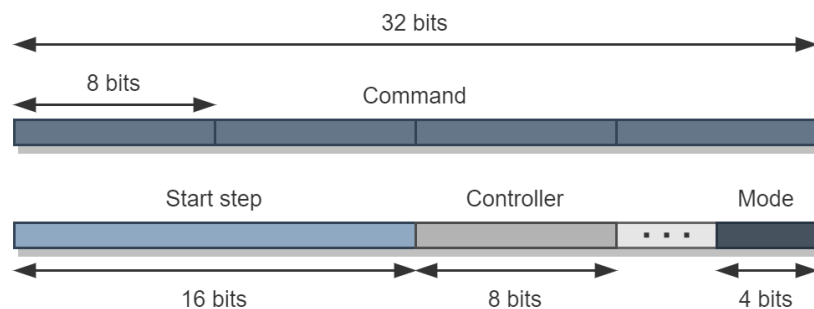 32 bits
8 bits
Command
Start step
Controller
...
Mode
16 bits
8 bits
4 bits